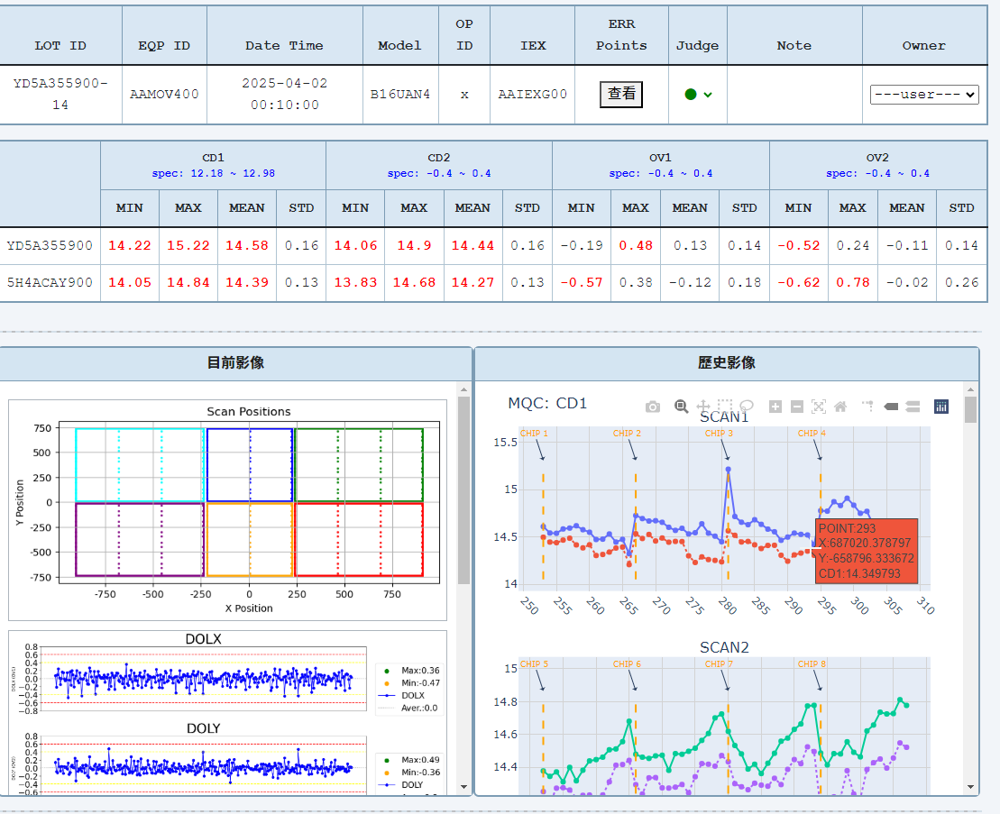 LOT ID EQP ID Date Time Model OP ID IEX ERR Points Judge Note Owner
YD5A355900-14 AAMOV400 2025-04-02 00:10:00 B16UAN4 x AAIEXG00 查看 ---user---
CD1 CD2 OV1 OV2
spec: 12.18 ~ 12.98 spec: -0.4 ~ 0.4 spec: -0.4 ~ 0.4 spec: -0.4 ~ 0.4
MIN MAX MEAN STD MIN MAX MEAN STD MIN MAX MEAN STD MIN MAX MEAN STD
YD5A355900 14.22 15.22 14.58 0.16 14.06 14.9 14.44 0.16 -0.19 0.48 0.13 0.14 -0.52 0.24 -0.11 0.14
5H4ACAY900 14.05 14.84 14.39 0.13 13.83 14.68 14.27 0.13 -0.57 0.38 -0.12 0.18 -0.62 0.78 -0.02 0.26
目前影像
Scan Positions
Y Position
750
500
250
0
-250
-500
-750
-750 -500 -250 0 250 500 750
X Position
DOLX
0.8
0.6
0.4
0.2
0.0
−0.2
−0.4
−0.6
−0.8
Max:0.36
Min:-0.47
DOLX
Aver.:0.0
DOLY
0.8
0.6
0.4
0.2
0.0
−0.2
−0.4
−0.6
Max:0.49
Min:-0.36
DOLY
歷史影像
MQC: CD1
SCAN1
CHIP 1 CHIP 2 CHIP 3 CHIP 4
15.5
15
14.5
14
POINT:293
X:687020.378797
Y:-658796.333672
CD1:14.349793
250 255 260 265 270 275 280 285 290 295 300 305 310
SCAN2
CHIP 5 CHIP 6 CHIP 7 CHIP 8
15
14.8
14.6
14.4